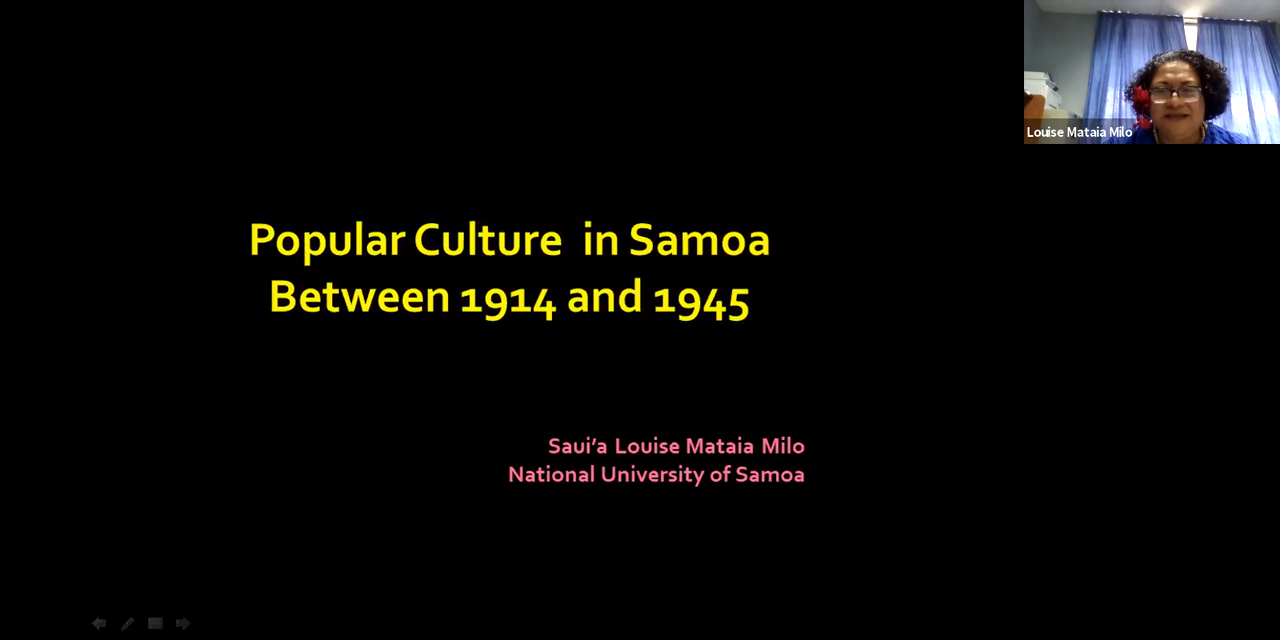 Louise Mataia Milo
Popular Culture in Samoa
Between 1914 and 1945
Saui’a Louise Mataia Milo
National University of Samoa